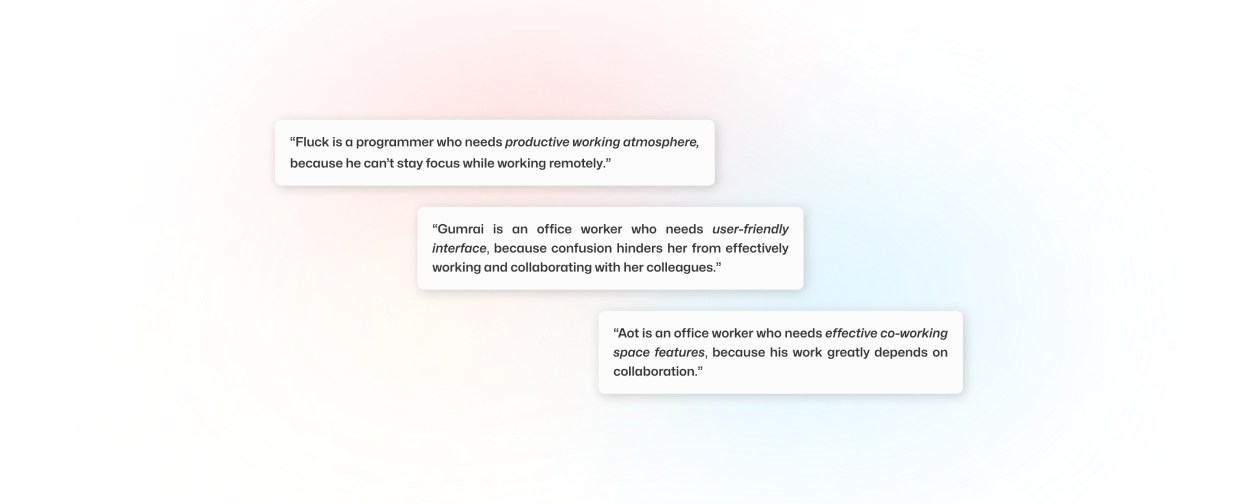 “Fluck is a programmer who needs productive working atmosphere,
because he can’t stay focus while working remotely.”
“Gumrai is an office worker who needs user-friendly
interface, because confusion hinders her from effectively
working and collaborating with her colleagues.”
“Aot is an office worker who needs effective co-working
space features, because his work greatly depends on
collaboration.”